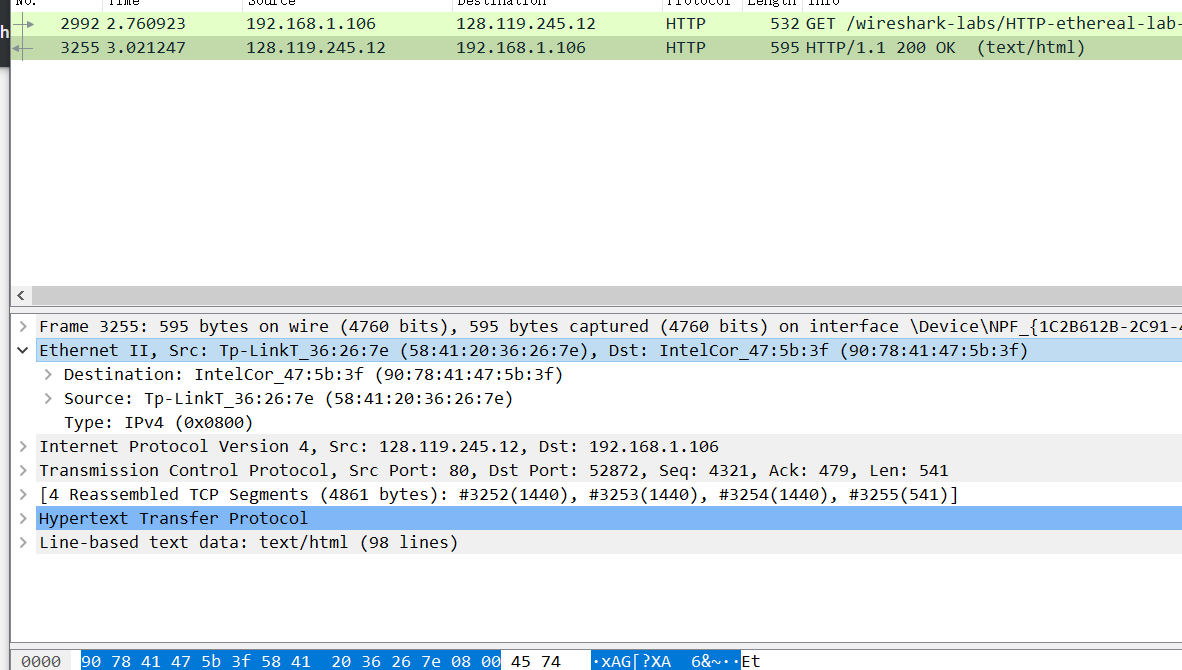 No. Time Source Destination Protocol Length Info
2992 2.760923 192.168.1.106 128.119.245.12 HTTP 532 GET /wireshark-labs/HTTP-ethereal-lab-
3255 3.021247 128.119.245.12 192.168.1.106 HTTP 595 HTTP/1.1 200 OK (text/html)
Frame 3255: 595 bytes on wire (4760 bits), 595 bytes captured (4760 bits) on interface \Device\NPF_{1C2B612B-2C91-4
Ethernet II, Src: Tp-LinkT_36:26:7e (58:41:20:36:26:7e), Dst: IntelCor_47:5b:3f (90:78:41:47:5b:3f)
Destination: IntelCor_47:5b:3f (90:78:41:47:5b:3f)
Source: Tp-LinkT_36:26:7e (58:41:20:36:26:7e)
Type: IPv4 (0x0800)
Internet Protocol Version 4, Src: 128.119.245.12, Dst: 192.168.1.106
Transmission Control Protocol, Src Port: 80, Dst Port: 52872, Seq: 4321, Ack: 479, Len: 541
[4 Reassembled TCP Segments (4861 bytes): #3252(1440), #3253(1440), #3254(1440), #3255(541)]
Hypertext Transfer Protocol
Line-based text data: text/html (98 lines)
0000 90 78 41 47 5b 3f 58 41 20 36 26 7e 08 00 45 74 ·xAG[?XA 6&~··Et